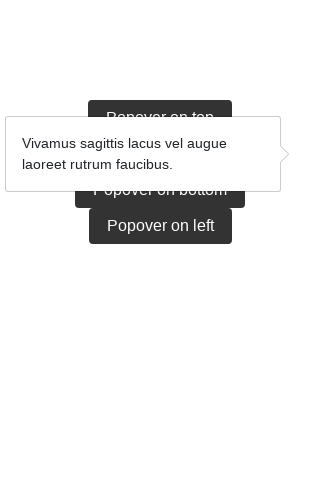 Popover on top
Vivamus sagittis lacus vel augue
laoreet rutrum faucibus.
Popover on bottom
Popover on left